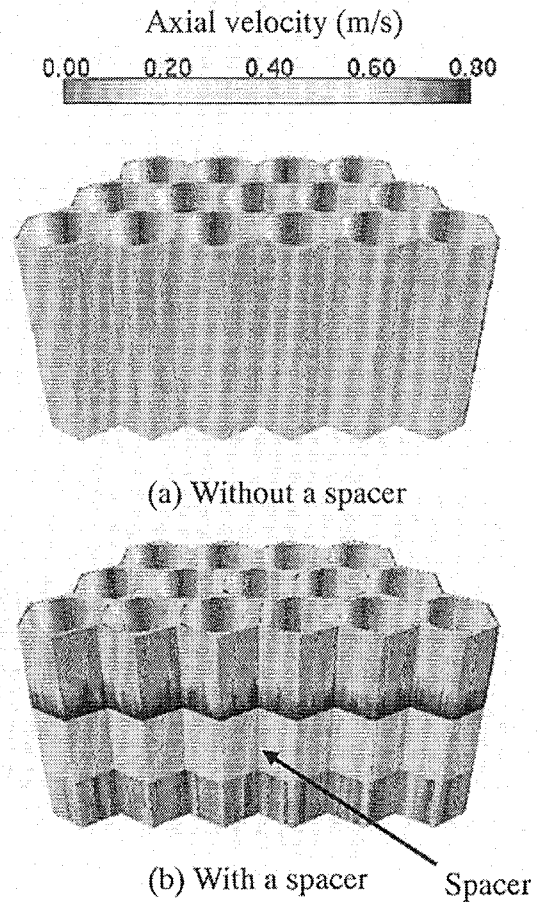 Axial velocity (m/s)
0.00 0.20 0.40 0.60 0.80
(a) Without a spacer
(b) With a spacer
Spacer